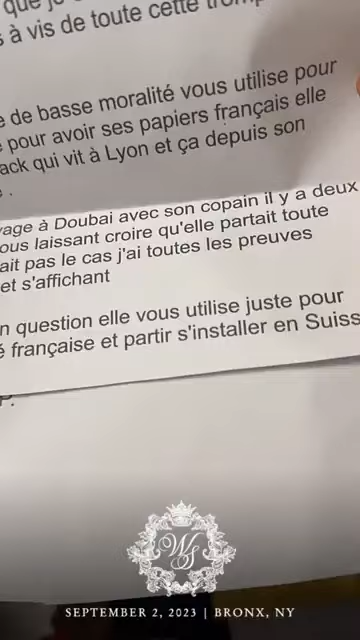 que
s à vis de toute cette
e de basse moralité vous utilise pour
pour avoir ses papiers français elle
ack qui vit à Lyon et ça depuis son
.
yage à Doubai avec son copain il y a deux
ous laissant croire qu'elle partait toute
ait pas le cas j'ai toutes les preuves
et s'affichant
n question elle vous utilise juste pour
é française et partir s'installer en Suiss
P.
WS
SEPTEMBER 2, 2023 | BRONX, NY